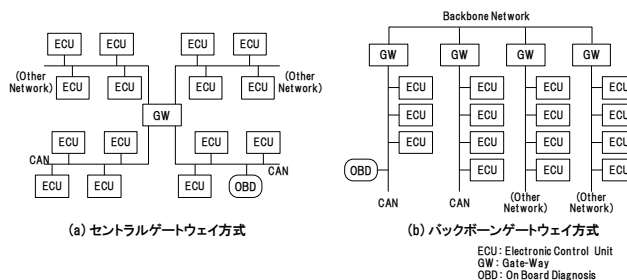 ECU ECU ECU ECU
(Other Network) ECU ECU ECU ECU (Other Network)
GW
ECU ECU ECU ECU
CAN CAN
ECU ECU ECU OBD
(a) セントラルゲートウェイ方式
Backbone Network
GW GW GW GW
ECU ECU ECU ECU
ECU ECU ECU ECU
ECU ECU ECU ECU
OBD ECU ECU ECU
CAN CAN (Other Network) (Other Network)
(b) バックボーンゲートウェイ方式
ECU : Electronic Control Unit
GW : Gate-Way
OBD : On Board Diagnosis